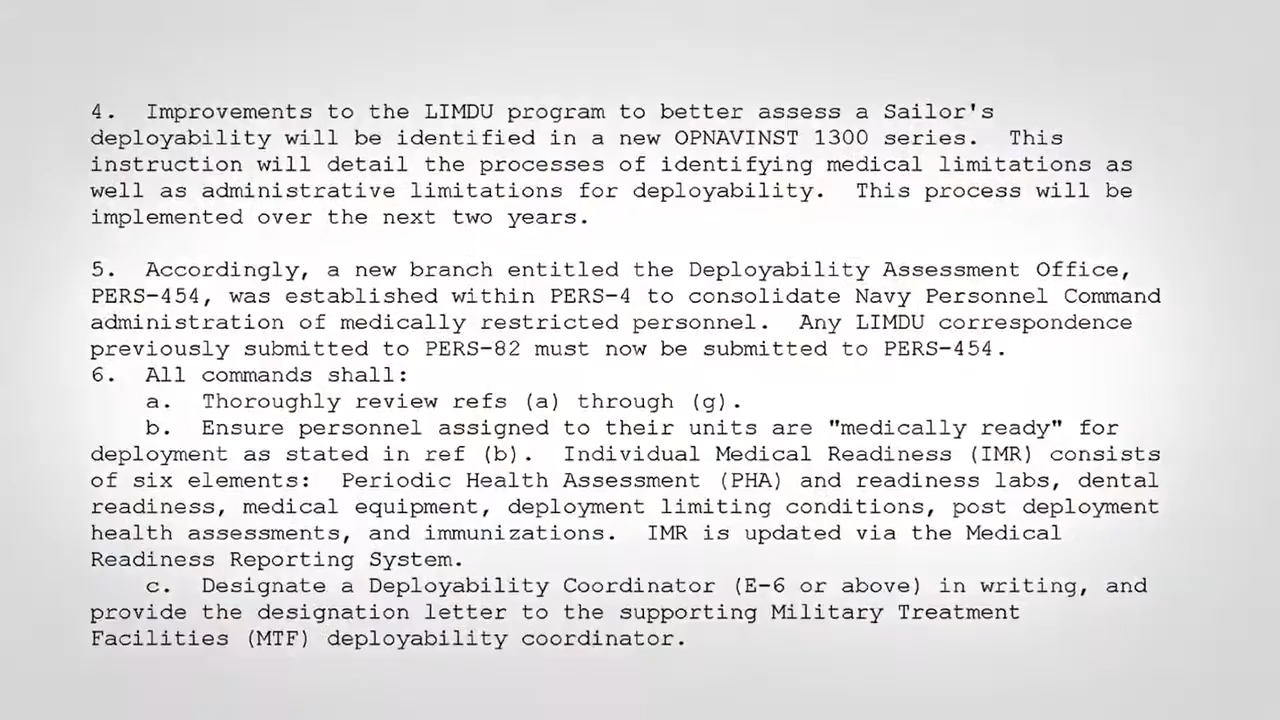 4.  Improvements to the LIMDU program to better assess a Sailor's
deployability will be identified in a new OPNAVINST 1300 series.  This
instruction will detail the processes of identifying medical limitations as
well as administrative limitations for deployability.  This process will be
implemented over the next two years.
5.  Accordingly, a new branch entitled the Deployability Assessment Office,
PERS-454, was established within PERS-4 to consolidate Navy Personnel Command
administration of medically restricted personnel.  Any LIMDU correspondence
previously submitted to PERS-82 must now be submitted to PERS-454.
6.  All commands shall:
    a.  Thoroughly review refs (a) through (g).
    b.  Ensure personnel assigned to their units are "medically ready" for
deployment as stated in ref (b).  Individual Medical Readiness (IMR) consists
of six elements:  Periodic Health Assessment (PHA) and readiness labs, dental
readiness, medical equipment, deployment limiting conditions, post deployment
health assessments, and immunizations.  IMR is updated via the Medical
Readiness Reporting System.
    c.  Designate a Deployability Coordinator (E-6 or above) in writing, and
provide the designation letter to the supporting Military Treatment
Facilities (MTF) deployability coordinator.